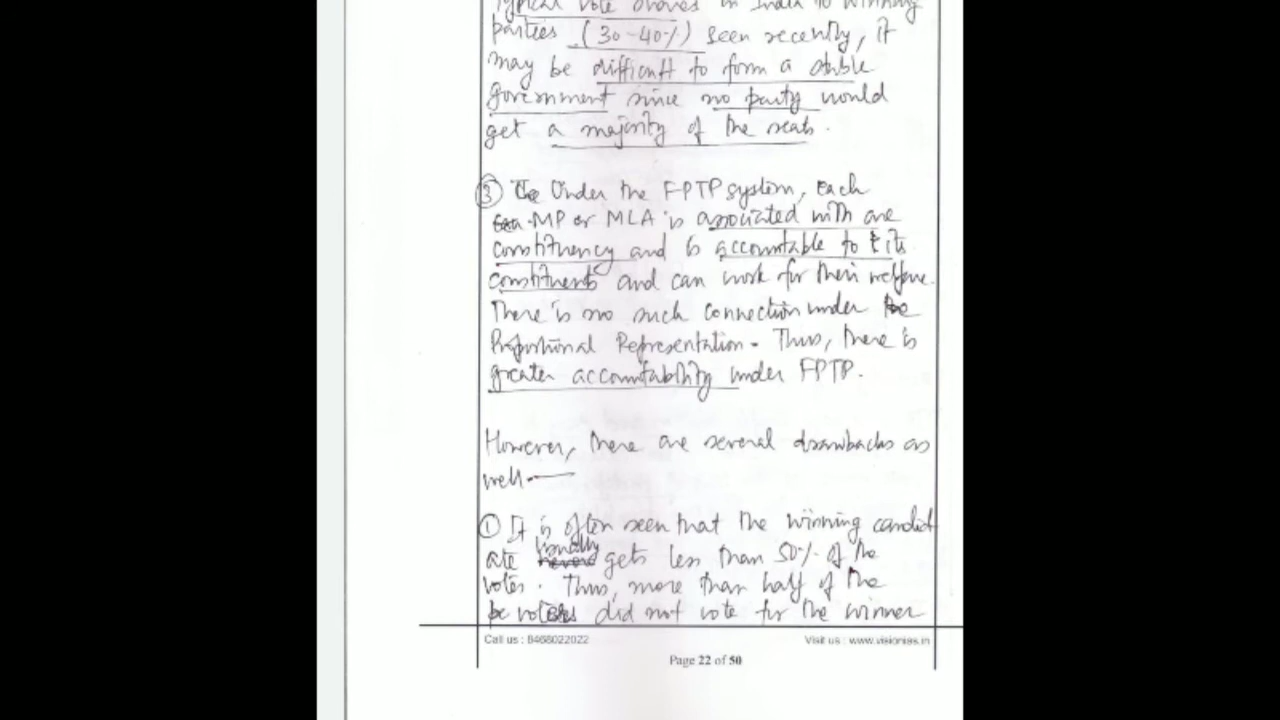 Typical vote shares in India to winning
parties (30-40%) seen recently, it
may be difficult to form a stable
government since no party would
get a majority of the seats.
③ Under the FPTP system, Each
MP or MLA is associated with one
constituency and is accountable to its
constituents and can work for their welfare.
There is no such connection under the
Proportional Representation. Thus, there is
greater accountability under FPTP.
However, there are several drawbacks as
well—
① It is often seen that the winning candid
ate usually gets less than 50% of the
votes. Thus, more than half of the
voters did not vote for the winner
Call us : 8468022022 Visit us : www.visionias.in
Page 22 of 50